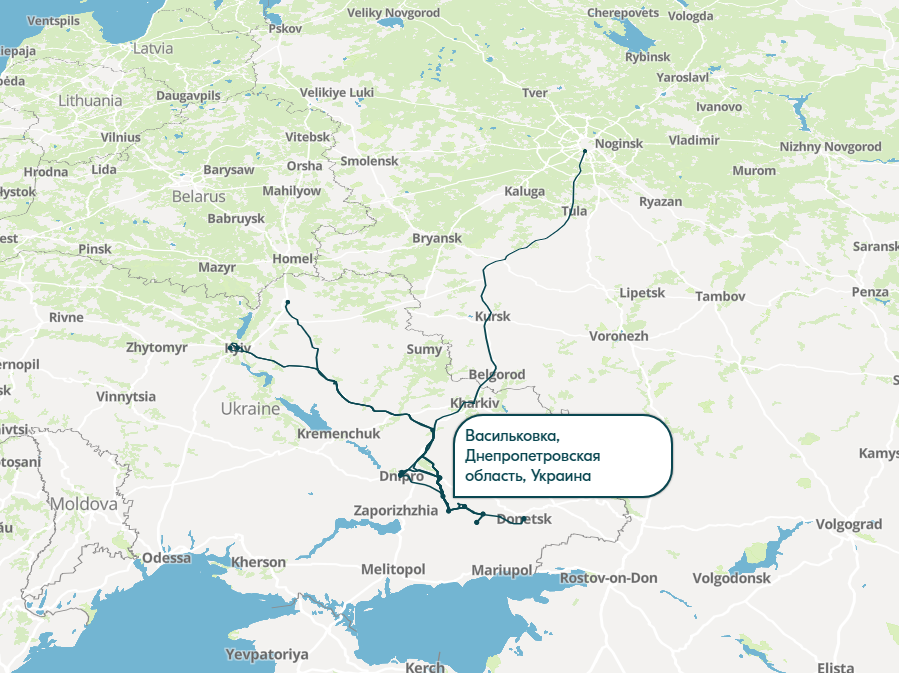 Ventspils
Veliky Novgorod
Cherepovets
Vologda
Pskov
Latvia
iepaja
Rybinsk
Yaroslavl
Lithuania
Daugavpils
Velikiye Luki
Tver
Ivanovo
Vilnius
Vitebsk
Noginsk
Vladimir
Nizhny Novgorod
Hrodna
Lida
Barysaw
Orsha
Smolensk
Murom
Belarus
Mahilyow
Kaluga
Ryazan
Babruysk
Tula
Pinsk
Bryansk
Saransk
Mazyr
Homel
Lipetsk
Tambov
Penza
Rivne
Kursk
Voronezh
Zhytomyr
Kyiv
Sumy
ernopil
Belgorod
Vinnytsia
Ukraine
Kharkiv
Kremenchuk
Васильковка,
Днепропетровская
область, Украина
Dnipro
Kamys
Moldova
Zaporizhzhia
Donetsk
Volgograd
Odessa
Kherson
Melitopol
Mariupol
Rostov-on-Don
Volgodonsk
Yevpatoriya
Kerch
Elista